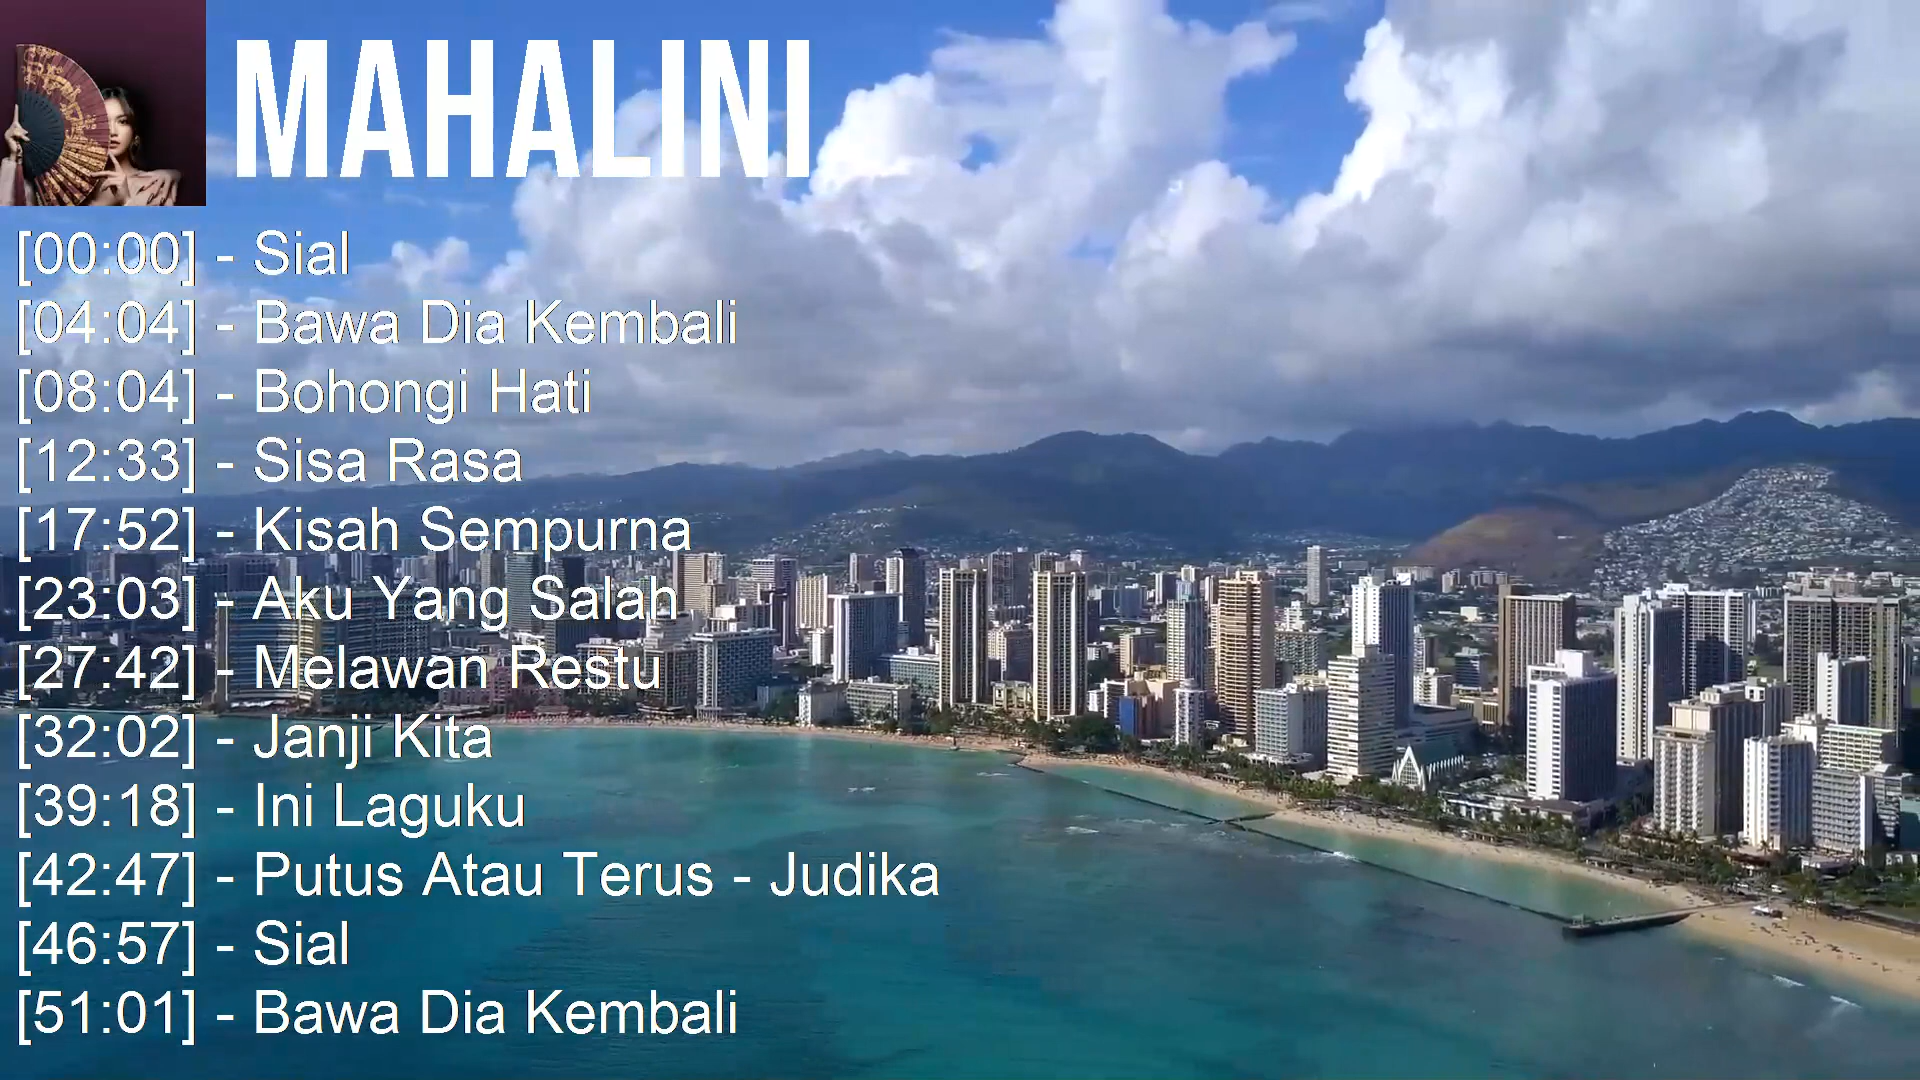 MAHALINI
[00:00] - Sial
[04:04] - Bawa Dia Kembali
[08:04] - Bohongi Hati
[12:33] - Sisa Rasa
[17:52] - Kisah Sempurna
[23:03] - Aku Yang Salah
[27:42] - Melawan Restu
[32:02] - Janji Kita
[39:18] - Ini Laguku
[42:47] - Putus Atau Terus - Judika
[46:57] - Sial
[51:01] - Bawa Dia Kembali